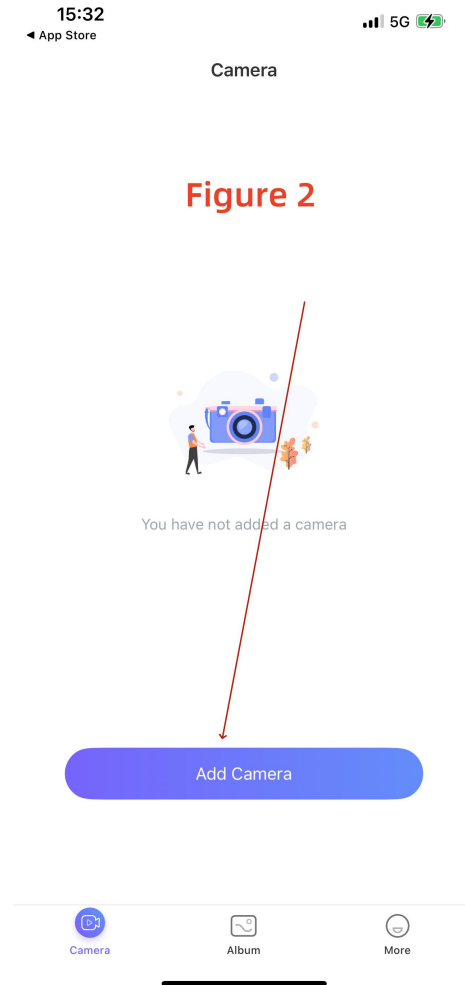 15:32
5G
◀ App Store
Camera
Figure 2
You have not added a camera
Add Camera
Camera
Album
More